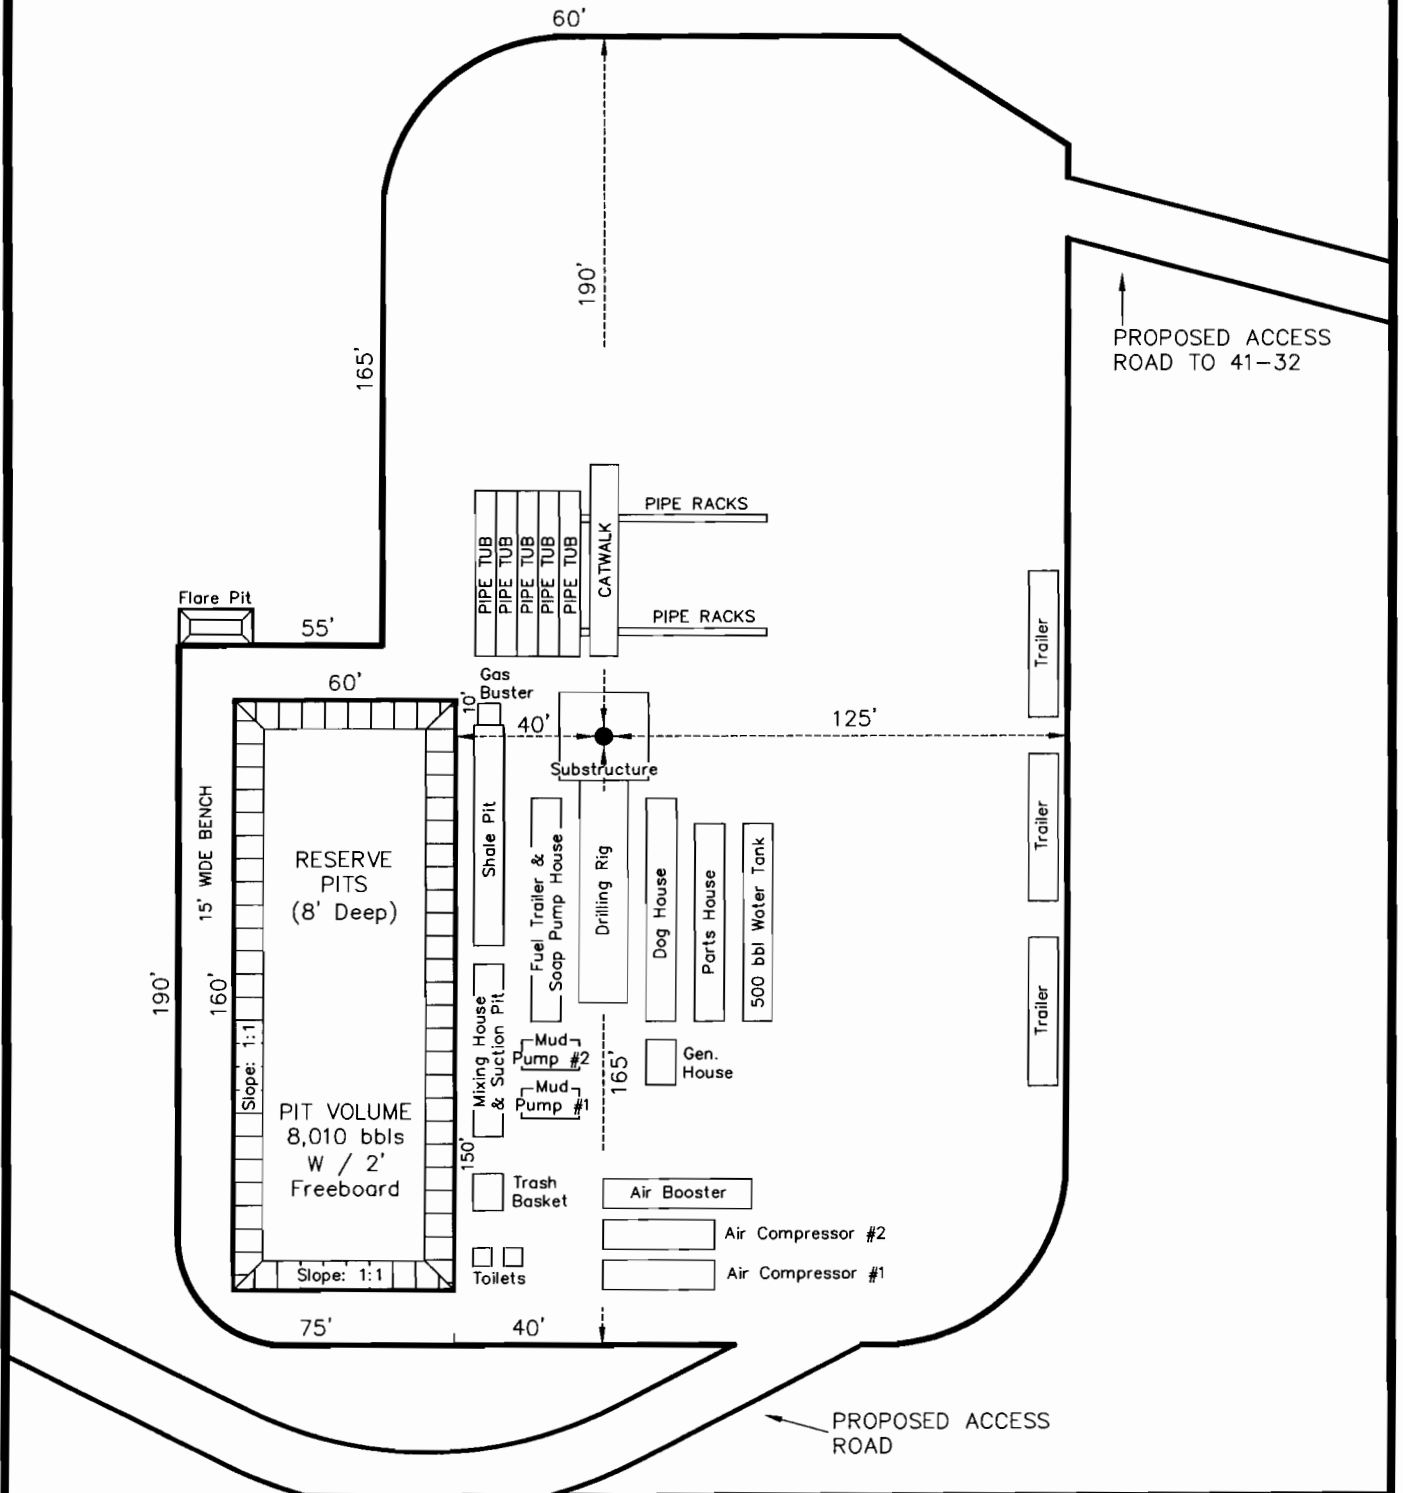 60'
190'
165'
PROPOSED ACCESS
ROAD TO 41-32
PIPE TUB
PIPE TUB
PIPE TUB
PIPE TUB
PIPE TUB
CATWALK
PIPE RACKS
PIPE RACKS
Flare Pit
55'
Trailer
60'
10'
Gas
Buster
40'
125'
Substructure
15' WIDE BENCH
RESERVE
PITS
(8' Deep)
Shale Pit
Fuel Trailer &
Soap Pump House
Drilling Rig
Dog House
Parts House
500 bbl Water Tank
Trailer
190'
160'
Slope: 1:1
Mixing House
& Suction Pit
Mud
Pump #2
Mud
Pump #1
165'
Gen.
House
Trailer
PIT VOLUME
8,010 bbls
W / 2'
Freeboard
150'
Trash
Basket
Air Booster
Air Compressor #2
Toilets
Air Compressor #1
Slope: 1:1
75'
40'
PROPOSED ACCESS
ROAD